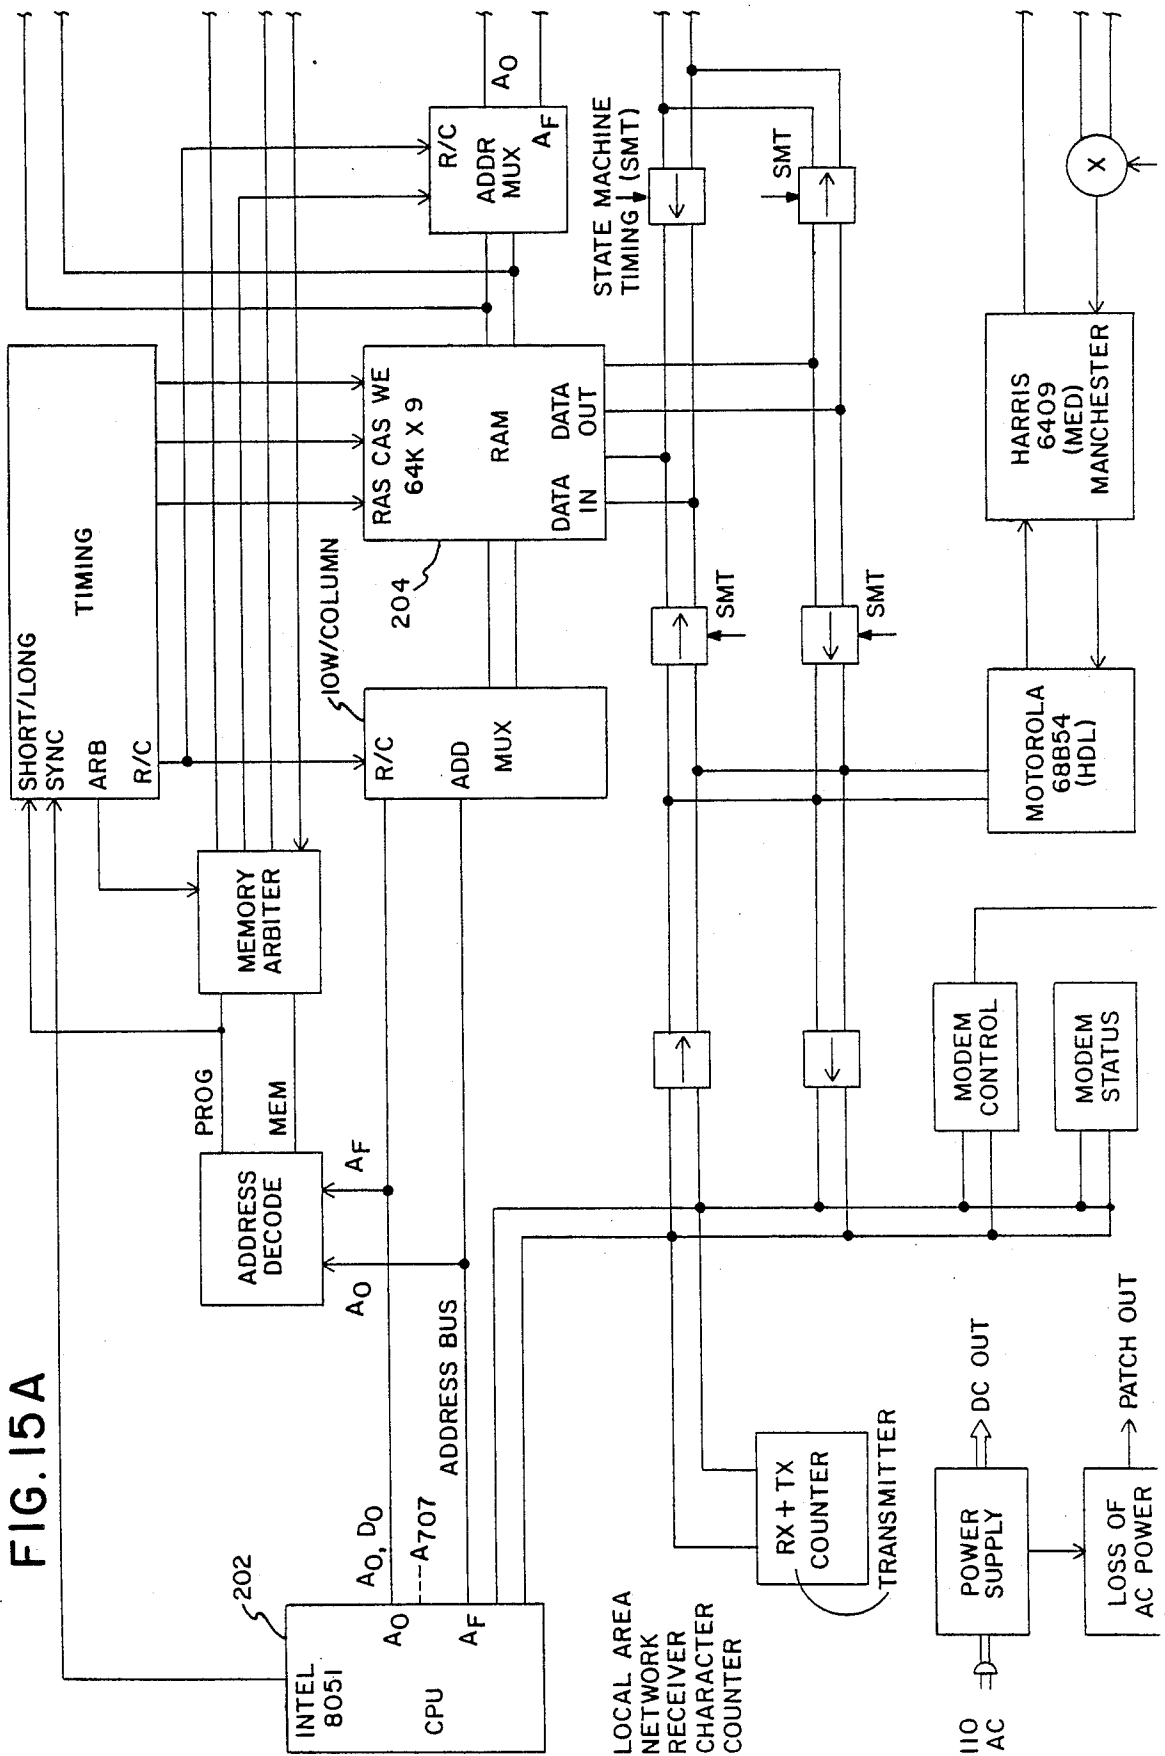 FIG. 15A
INTEL
8051
CPU
202
A0
AF
A0, D0
A707
ADDRESS BUS
ADDRESS
DECODE
A0
AF
PROG
MEM
MEMORY
ARBITER
SHORT/LONG
SYNC
ARB
R/C
TIMING
10W/COLUMN
R/C
ADD
MUX
204
RAS CAS WE
64K X 9
RAM
DATA
IN
DATA
OUT
R/C
ADDR
MUX
AF
A0
STATE MACHINE
TIMING (SMT)
SMT
SMT
SMT
LOCAL AREA
NETWORK
RECEIVER
CHARACTER
COUNTER
RX + TX
COUNTER
TRANSMITTER
MODEM
CONTROL
MODEM
STATUS
MOTOROLA
68B54
(HDL)
HARRIS
6409
(MED)
MANCHESTER
X
110
AC
POWER
SUPPLY
DC OUT
LOSS OF
AC POWER
PATCH OUT